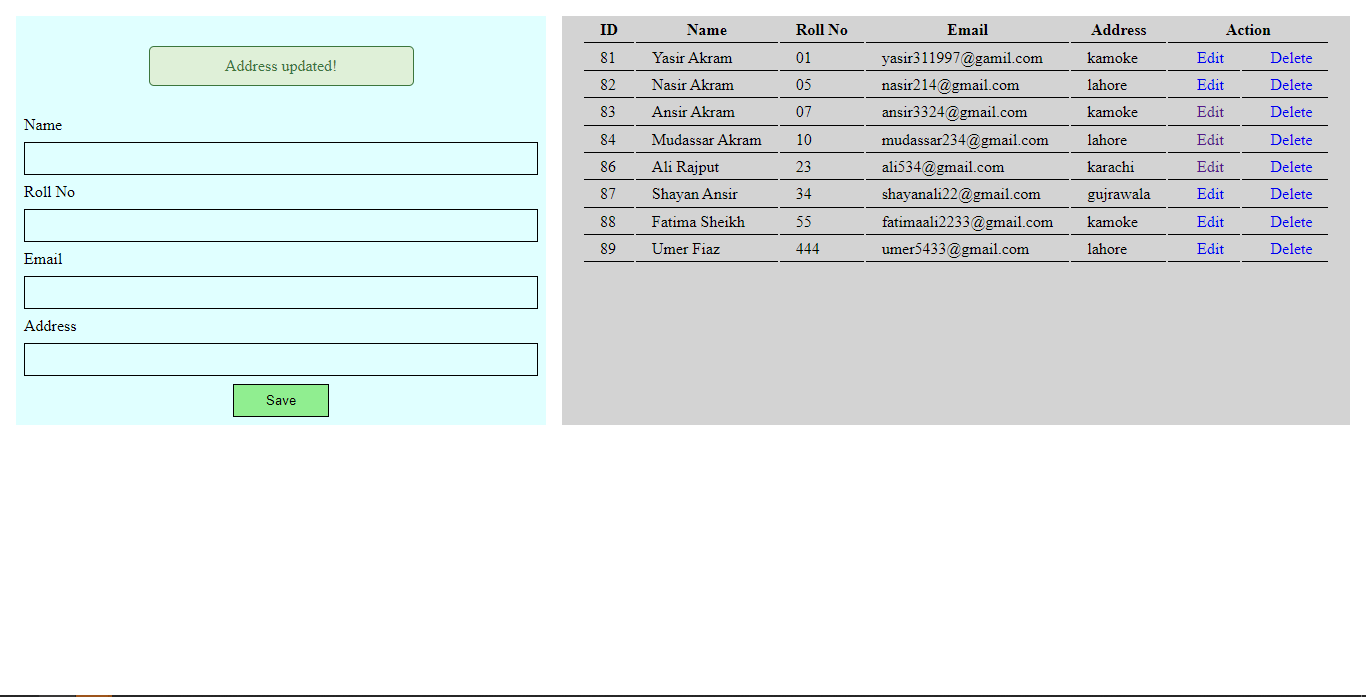 Address updated!
Name
Roll No
Email
Address
Save
ID Name Roll No Email Address Action
81 Yasir Akram 01 yasir311997@gamil.com kamoke Edit Delete
82 Nasir Akram 05 nasir214@gmail.com lahore Edit Delete
83 Ansir Akram 07 ansir3324@gmail.com kamoke Edit Delete
84 Mudassar Akram 10 mudassar234@gmail.com lahore Edit Delete
86 Ali Rajput 23 ali534@gmail.com karachi Edit Delete
87 Shayan Ansir 34 shayanali22@gmail.com gujrawala Edit Delete
88 Fatima Sheikh 55 fatimaali2233@gmail.com kamoke Edit Delete
89 Umer Fiaz 444 umer5433@gmail.com lahore Edit Delete